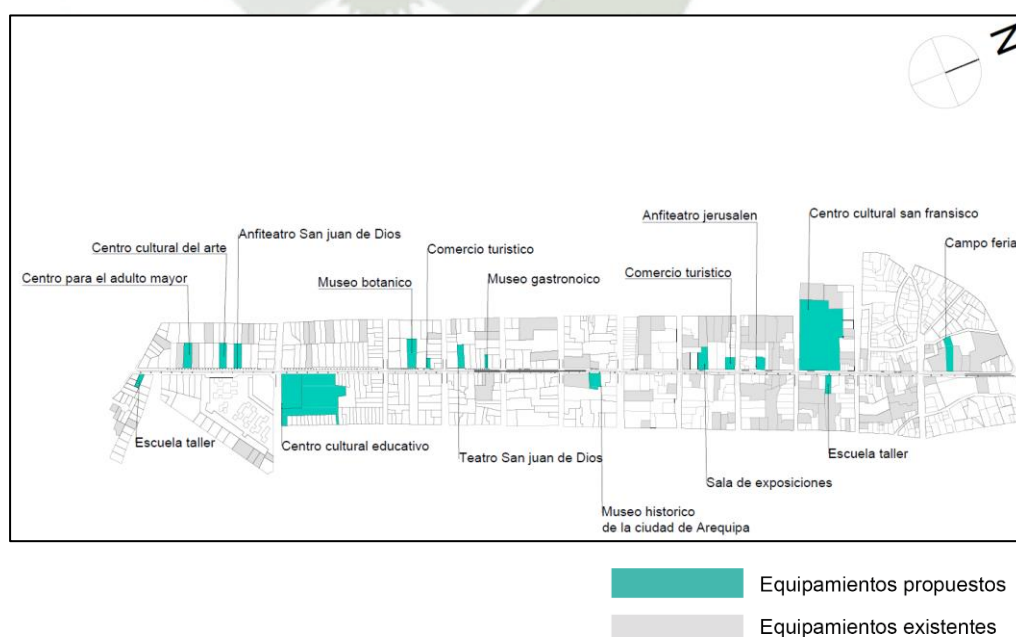 N
Anfiteatro jerusalen
Centro cultural san fransisco
Anfiteatro San juan de Dios
Centro cultural del arte
Comercio turistico
Campo feria
Centro para el adulto mayor
Museo botanico
Museo gastronoico
Comercio turistico
Escuela taller
Centro cultural educativo
Teatro San juan de Dios
Escuela taller
Sala de exposiciones
Museo historico
de la ciudad de Arequipa
Equipamientos propuestos
Equipamientos existentes